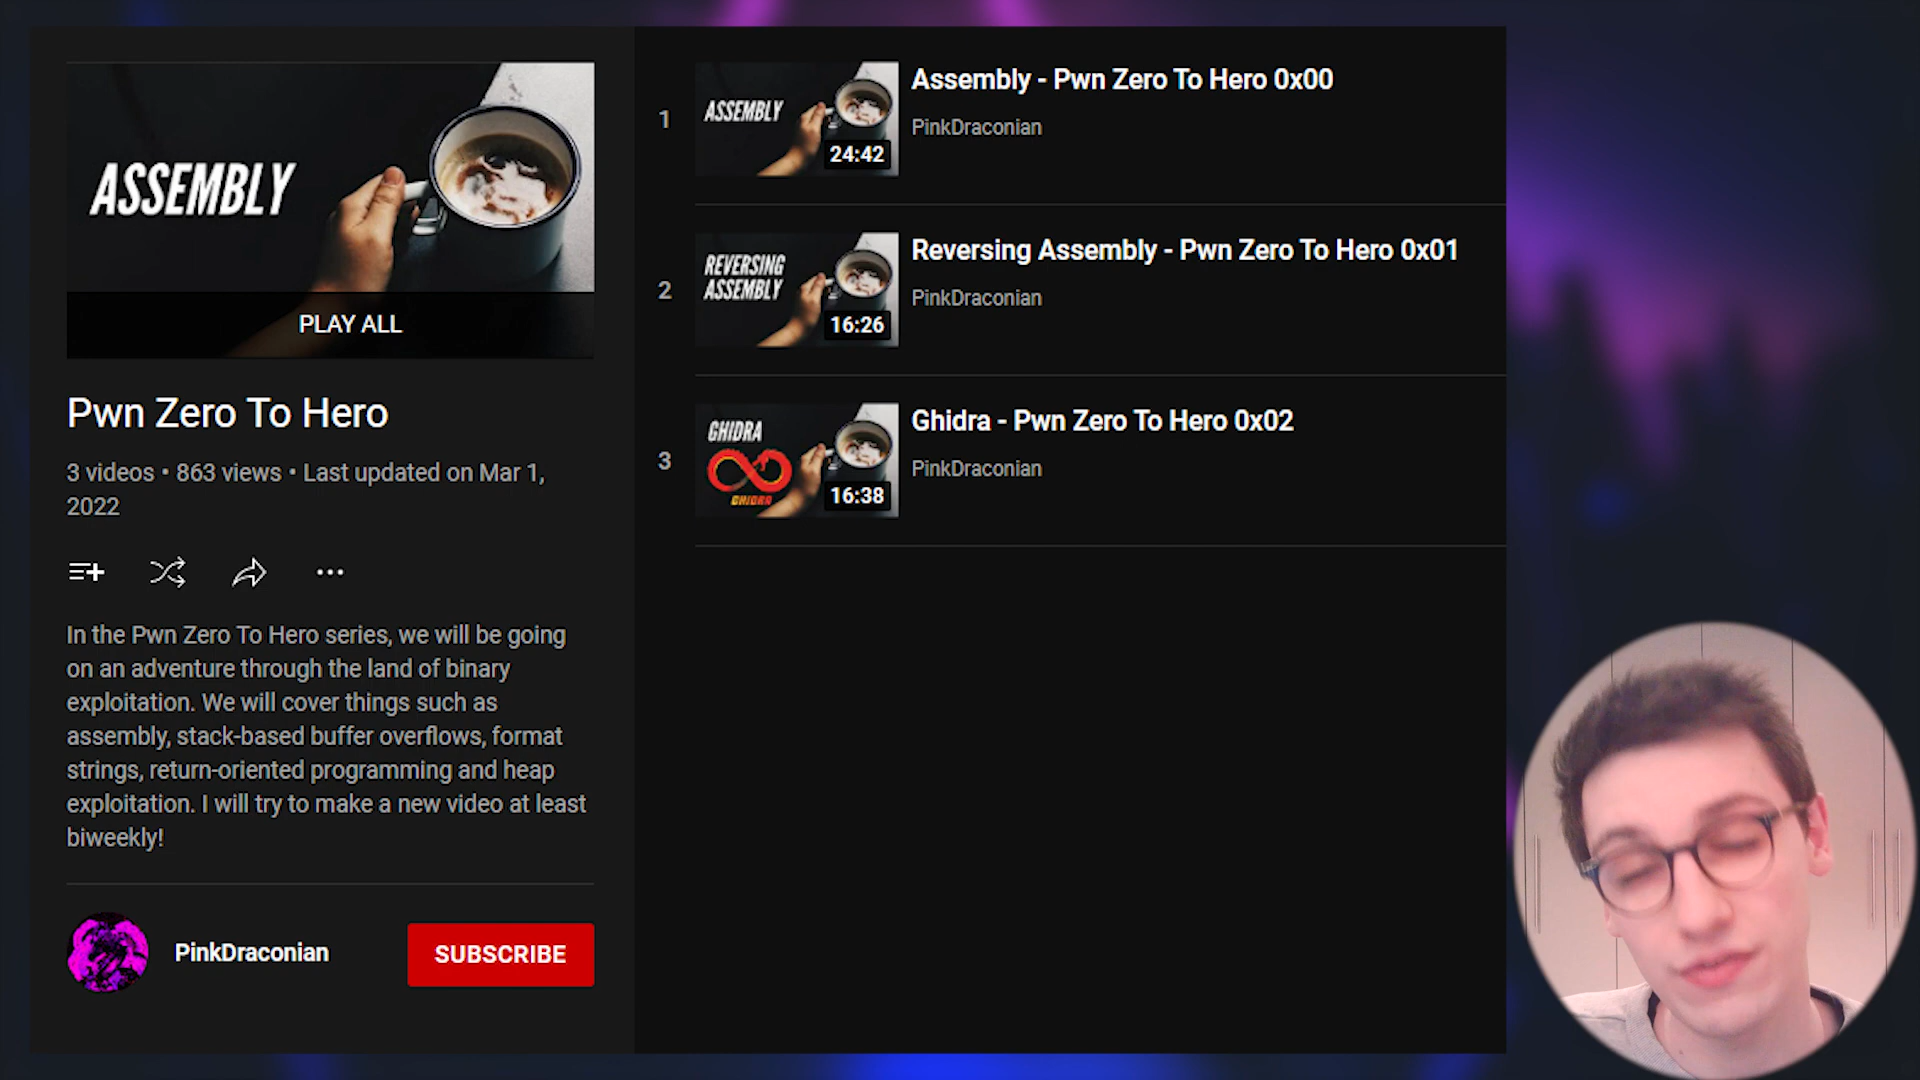 ASSEMBLY
PLAY ALL
Pwn Zero To Hero
3 videos • 863 views • Last updated on Mar 1,
2022
In the Pwn Zero To Hero series, we will be going
on an adventure through the land of binary
exploitation. We will cover things such as
assembly, stack-based buffer overflows, format
strings, return-oriented programming and heap
exploitation. I will try to make a new video at least
biweekly!
PinkDraconian
SUBSCRIBE
1
ASSEMBLY
24:42
Assembly - Pwn Zero To Hero 0x00
PinkDraconian
2
REVERSING
ASSEMBLY
16:26
Reversing Assembly - Pwn Zero To Hero 0x01
PinkDraconian
3
GHIDRA
GHIDRA
16:38
Ghidra - Pwn Zero To Hero 0x02
PinkDraconian